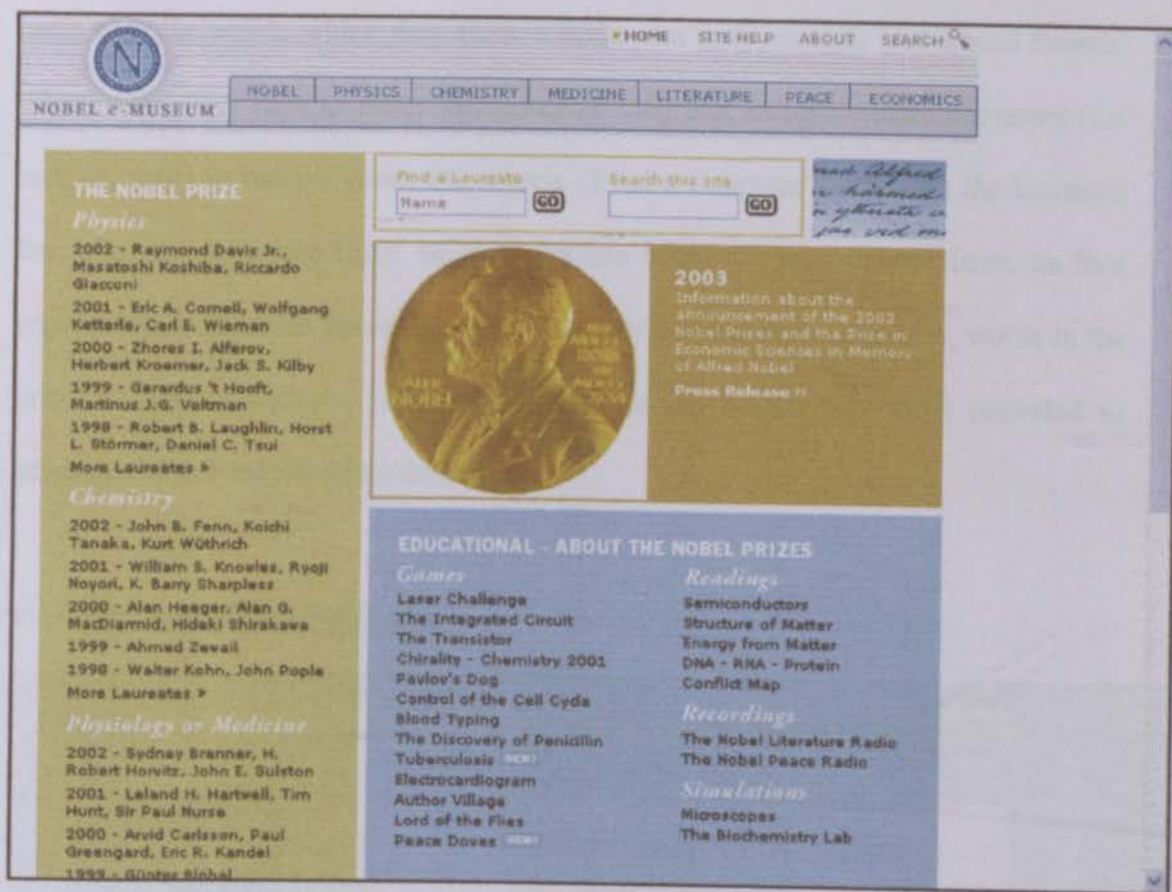 HOME SITE HELP ABOUT SEARCH
N
NOBEL e-MUSEUM
NOBEL PHYSICS CHEMISTRY MEDICINE LITERATURE PEACE ECONOMICS
THE NOBEL PRIZE
Physics
2002 - Raymond Davis Jr.,
Masatoshi Koshiba, Riccardo
Giacconi
2001 - Eric A. Cornell, Wolfgang
Ketterle, Carl E. Wieman
2000 - Zhores I. Alferov,
Herbert Kroemer, Jack S. Kilby
1999 - Gerardus 't Hooft,
Martinus J.G. Veltman
1998 - Robert B. Laughlin, Horst
L. Störmer, Daniel C. Tsui
More Laureates »
Chemistry
2002 - John B. Fenn, Koichi
Tanaka, Kurt Wüthrich
2001 - William S. Knowles, Ryoji
Noyori, K. Barry Sharpless
2000 - Alan Heeger, Alan G.
MacDiarmid, Hideki Shirakawa
1999 - Ahmed Zewail
1998 - Walter Kohn, John Pople
More Laureates »
Physiology or Medicine
2002 - Sydney Brenner, H.
Robert Horvitz, John E. Sulston
2001 - Leland H. Hartwell, Tim
Hunt, Sir Paul Nurse
2000 - Arvid Carlsson, Paul
Greengard, Eric R. Kandel
1999 - Günter Blobel
Find a Laureate
Name GO
Search this site
GO
2003
Information about the
announcement of the 2003
Nobel Prizes and the Prize in
Economic Sciences in Memory
of Alfred Nobel
Press Release »
EDUCATIONAL - ABOUT THE NOBEL PRIZES
Games
Laser Challenge
The Integrated Circuit
The Transistor
Chirality - Chemistry 2001
Pavlov's Dog
Control of the Cell Cycle
Blood Typing
The Discovery of Penicillin
Tuberculosis NEW!
Electrocardiogram
Author Village
Lord of the Flies
Peace Doves NEW!
Readings
Semiconductors
Structure of Matter
Energy from Matter
DNA - RNA - Protein
Conflict Map
Recordings
The Nobel Literature Radio
The Nobel Peace Radio
Simulations
Microscopes
The Biochemistry Lab